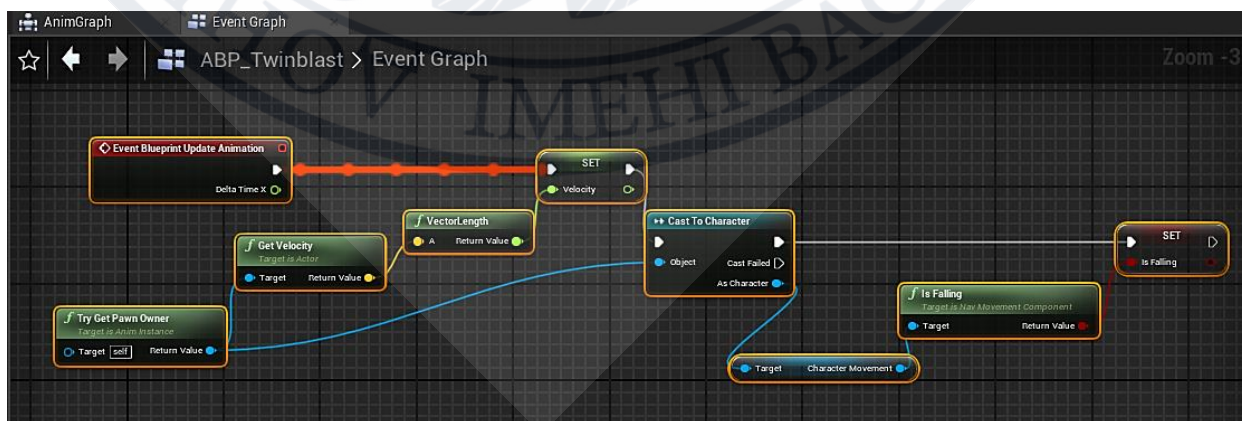 AnimGraph
Event Graph
ABP_Twinblast > Event Graph
Zoom -3
IMEHI
Event Blueprint Update Animation
Delta Time X
SET
Velocity
f VectorLength
A Return Value
f Get Velocity
Target is Actor
Target Return Value
f Try Get Pawn Owner
Target is Anim Instance
Target self Return Value
Cast To Character
Object Cast Failed
As Character
SET
Is Falling
f Is Falling
Target is Nav Movement Component
Target Return Value
Target Character Movement